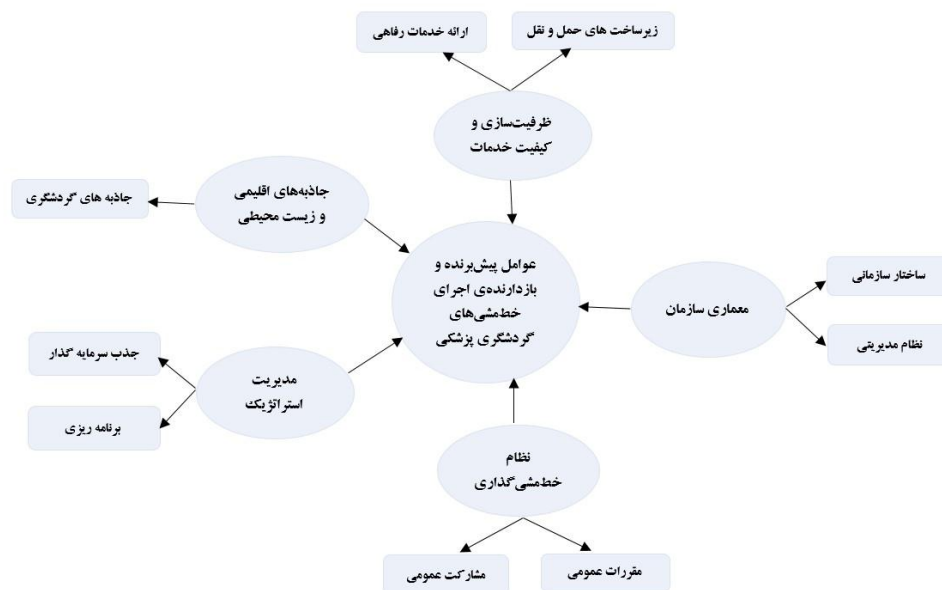 زیرساخت های حمل و نقل
ارائه خدمات رفاهی
ظرفیت‌سازی و
کیفیت خدمات
جاذبه‌های اقلیمی
و زیست محیطی
جاذبه های گردشگری
عوامل پیش‌برنده و
بازدارنده‌ی اجرای
خط‌مشی‌های
گردشگری پزشکی
معماری سازمان
ساختار سازمانی
نظام مدیریتی
مدیریت
استراتژیک
جذب سرمایه گذار
برنامه ریزی
نظام
خط‌مشی‌گذاری
مقررات عمومی
مشارکت عمومی